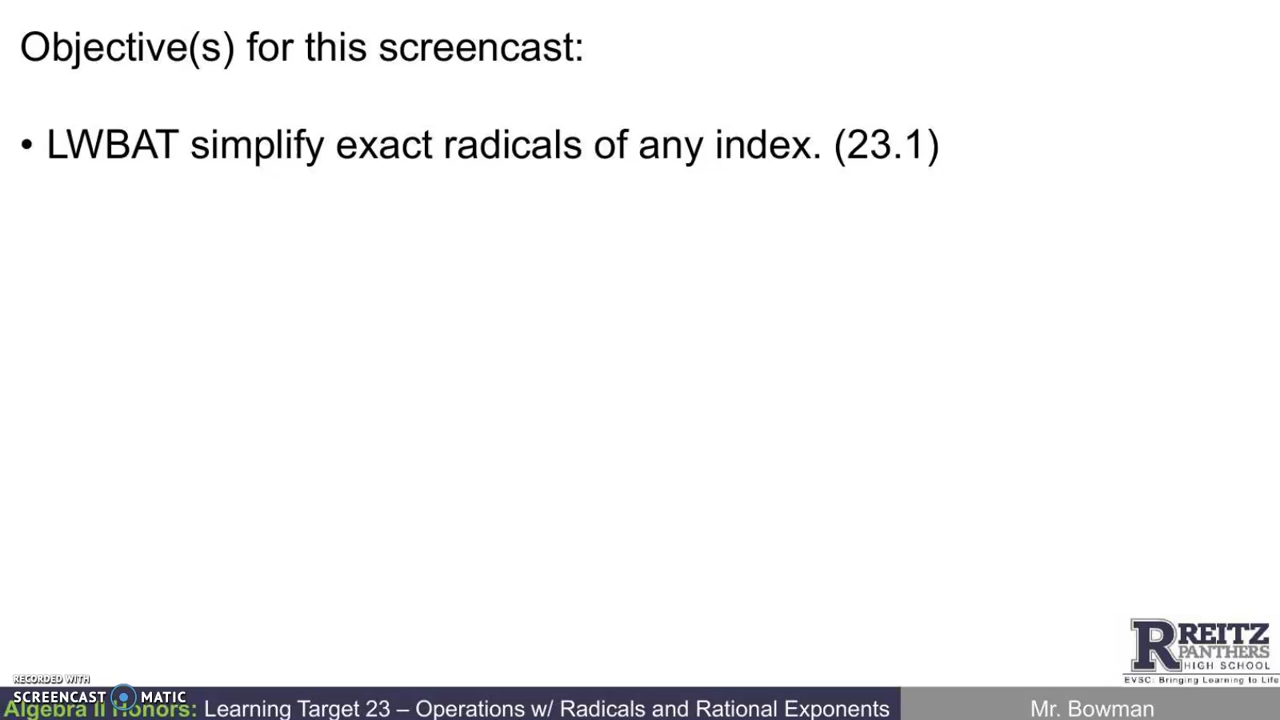 Objective(s) for this screencast:
• LWBAT simplify exact radicals of any index. (23.1)
REITZ
PANTHERS
HIGH SCHOOL
EVSC: Bringing Learning to Life
RECORDED WITH
SCREENCAST MATIC
Algebra II Honors: Learning Target 23 – Operations w/ Radicals and Rational Exponents
Mr. Bowman